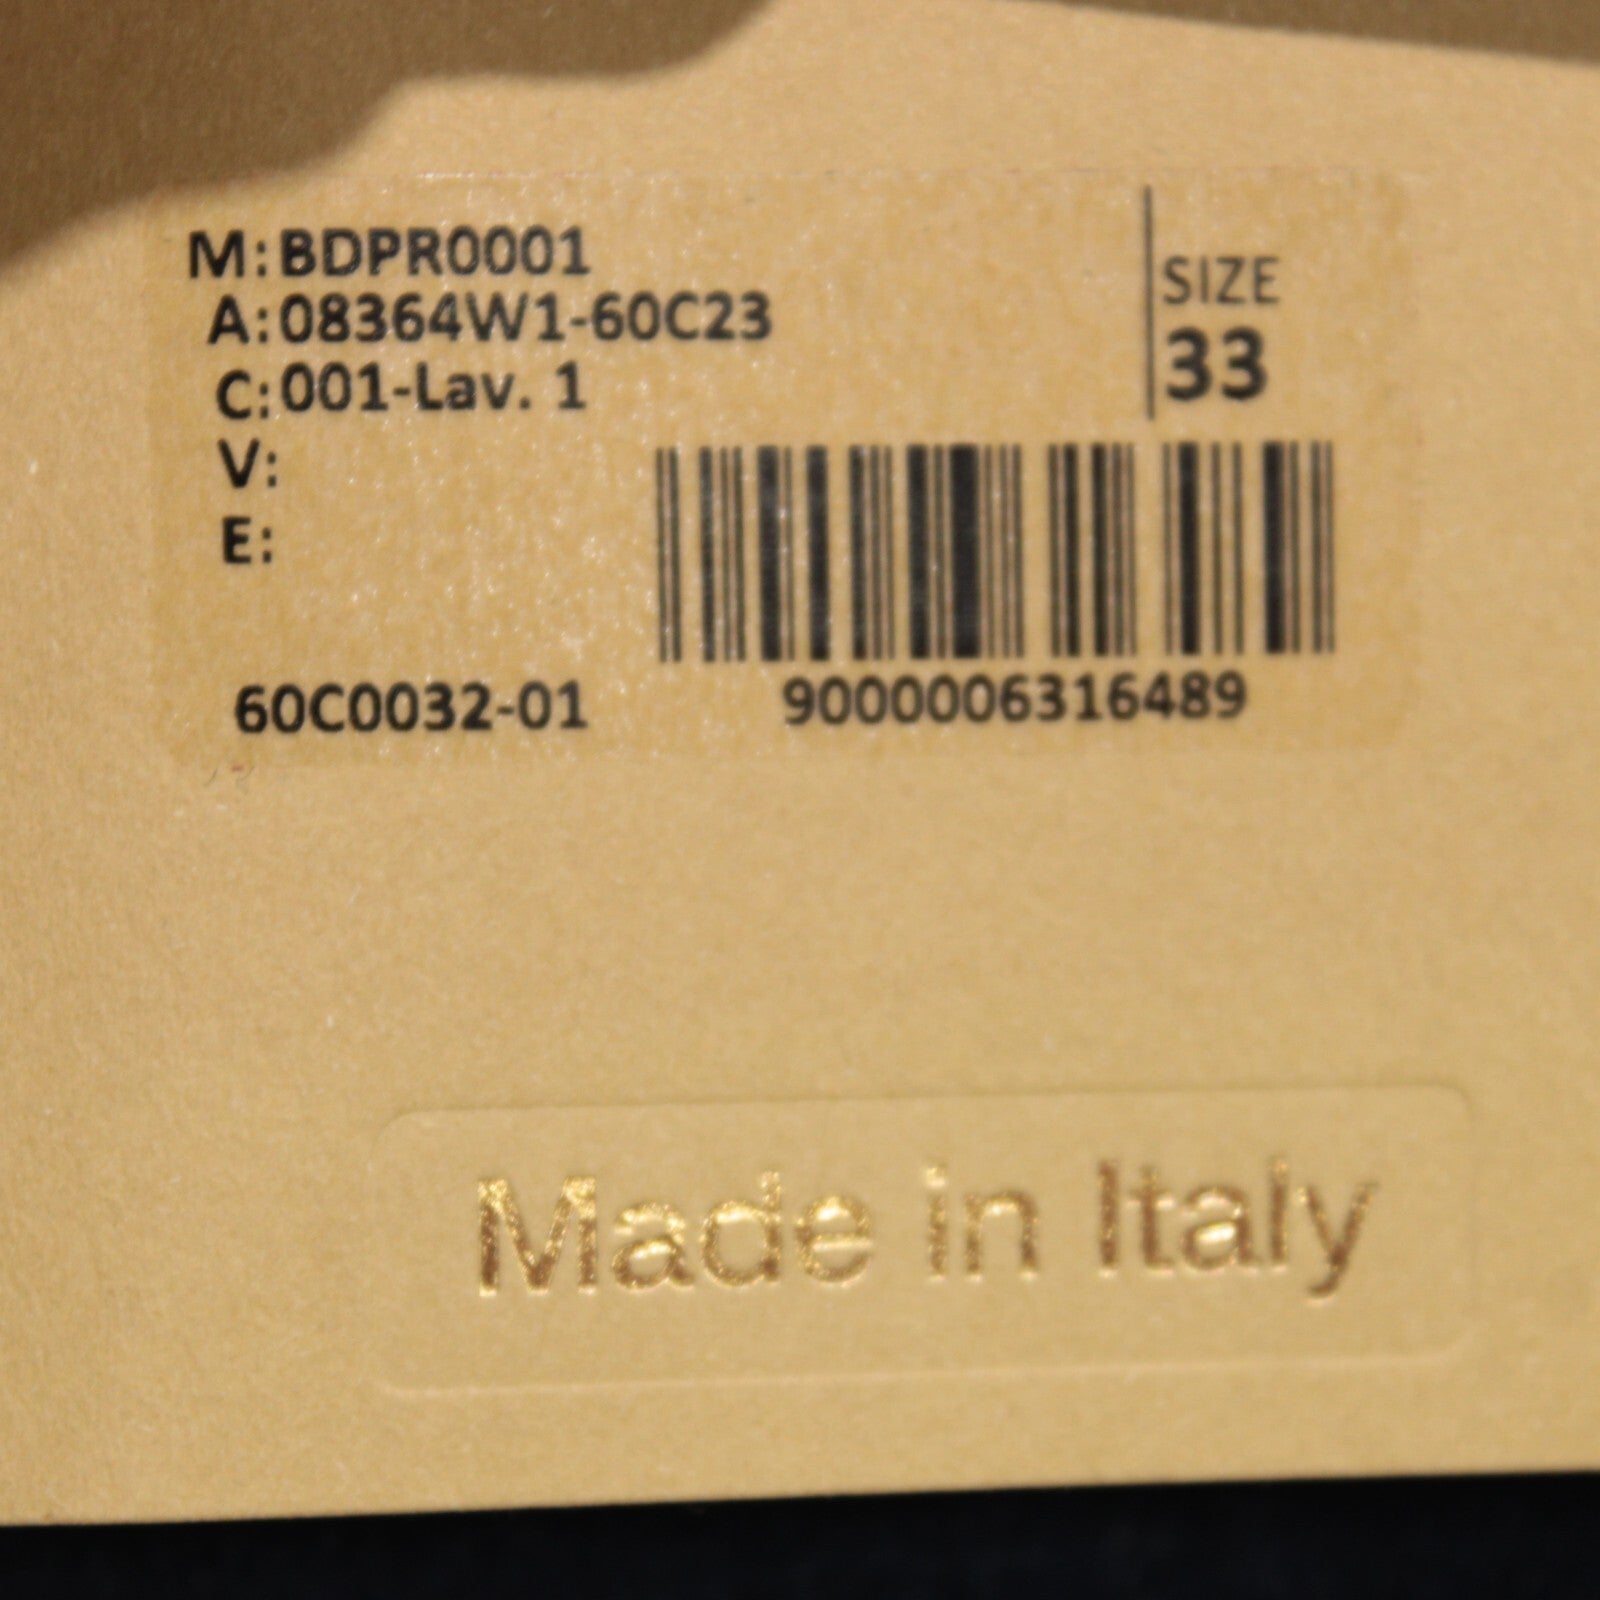 M:BDPR0001
A:08364W1-60C23
C:001-Lav. 1
V:
E:
SIZE
33
60C0032-01
9000006316489
Made in Italy